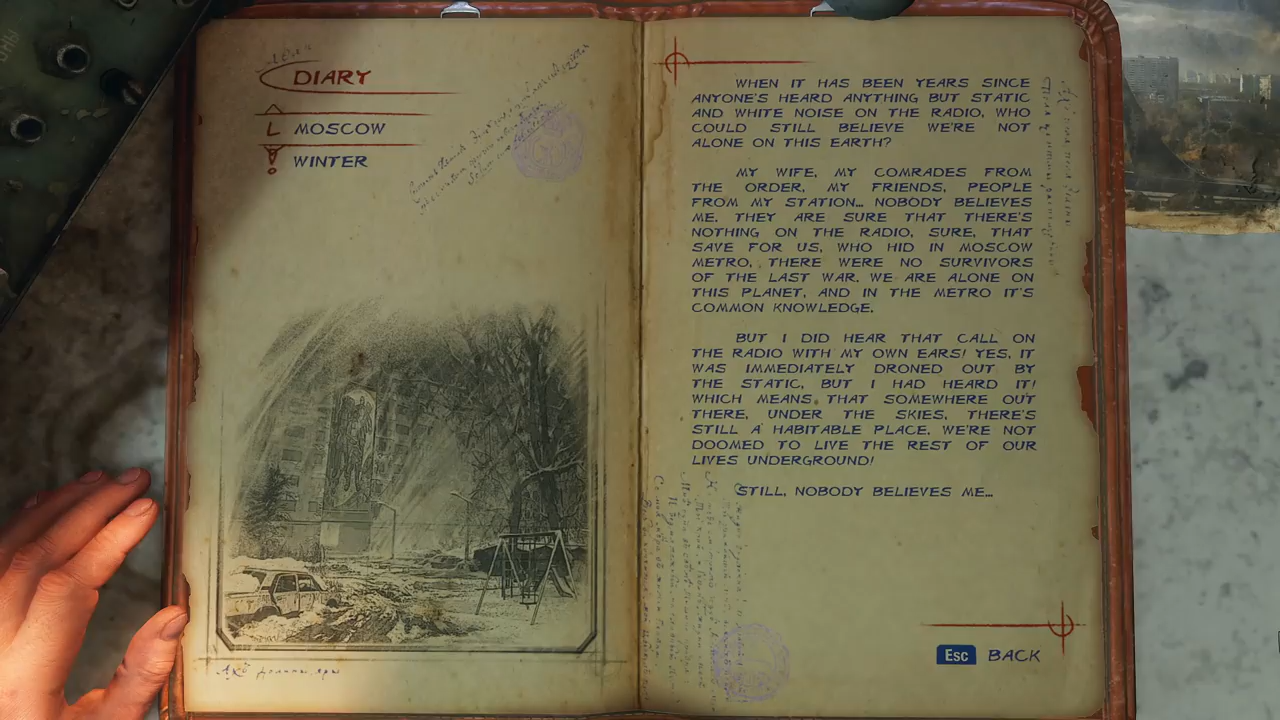 DIARY
MOSCOW
WINTER
WHEN IT HAS BEEN YEARS SINCE
ANYONE'S HEARD ANYTHING BUT STATIC
AND WHITE NOISE ON THE RADIO, WHO
COULD STILL BELIEVE WE'RE NOT
ALONE ON THIS EARTH?
MY WIFE, MY COMRADES FROM
THE ORDER, MY FRIENDS, PEOPLE
FROM MY STATION... NOBODY BELIEVES
ME. THEY ARE SURE THAT THERE'S
NOTHING ON THE RADIO, SURE, THAT
SAVE FOR US, WHO HID IN MOSCOW
METRO, THERE WERE NO SURVIVORS
OF THE LAST WAR. WE ARE ALONE ON
THIS PLANET, AND IN THE METRO IT'S
COMMON KNOWLEDGE.
BUT I DID HEAR THAT CALL ON
THE RADIO WITH MY OWN EARS! YES, IT
WAS IMMEDIATELY DRONED OUT BY
THE STATIC, BUT I HAD HEARD IT!
WHICH MEANS THAT SOMEWHERE OUT
THERE, UNDER THE SKIES, THERE'S
STILL A HABITABLE PLACE. WE'RE NOT
DOOMED TO LIVE THE REST OF OUR
LIVES UNDERGROUND!
STILL, NOBODY BELIEVES ME...
Esc BACK